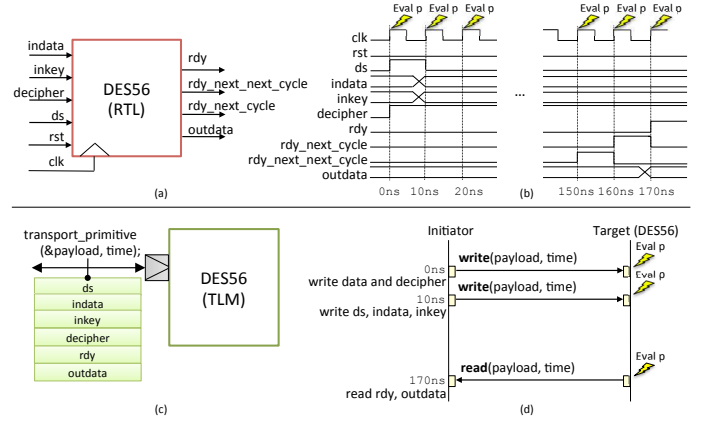 indata
inkey
decipher
ds
rst
clk
DES56
(RTL)
rdy
rdy_next_next_cycle
rdy_next_cycle
outdata
(a)
Eval p Eval p Eval p Eval p Eval p Eval p
clk
rst
ds
indata
inkey
decipher
rdy
rdy_next_cycle
rdy_next_next_cycle
outdata
...
0ns 10ns 20ns (b) 150ns 160ns 170ns
transport_primitive
(&payload, time);
ds
indata
inkey
decipher
rdy
outdata
DES56
(TLM)
(c)
Initiator Target (DES56)
Eval p
write(payload, time)
0ns
write data and decipher
Eval p
write(payload, time)
10ns
write ds, indata, inkey
Eval p
read(payload, time)
170ns
read rdy, outdata
(d)